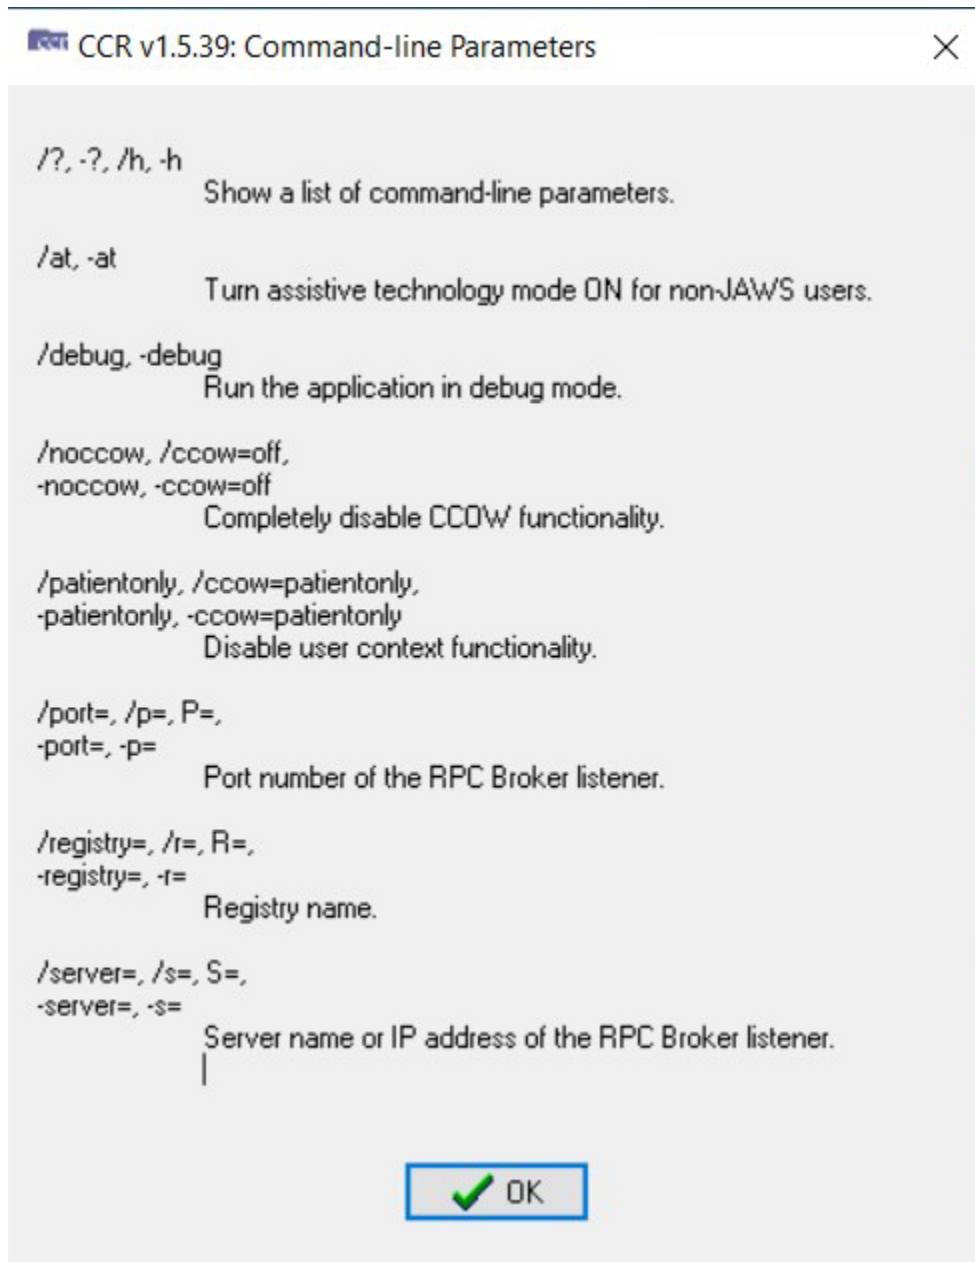 CCR CCR v1.5.39: Command-line Parameters
/?, -?, /h, -h
Show a list of command-line parameters.
/at, -at
Turn assistive technology mode ON for non-JAWS users.
/debug, -debug
Run the application in debug mode.
/noccow, /ccow=off,
-noccow, -ccow=off
Completely disable CCOW functionality.
/patientonly, /ccow=patientonly,
-patientonly, -ccow=patientonly
Disable user context functionality.
/port=, /p=, P=,
-port=, -p=
Port number of the RPC Broker listener.
/registry=, /r=, R=,
-registry=, -r=
Registry name.
/server=, /s=, S=,
-server=, -s=
Server name or IP address of the RPC Broker listener.
OK